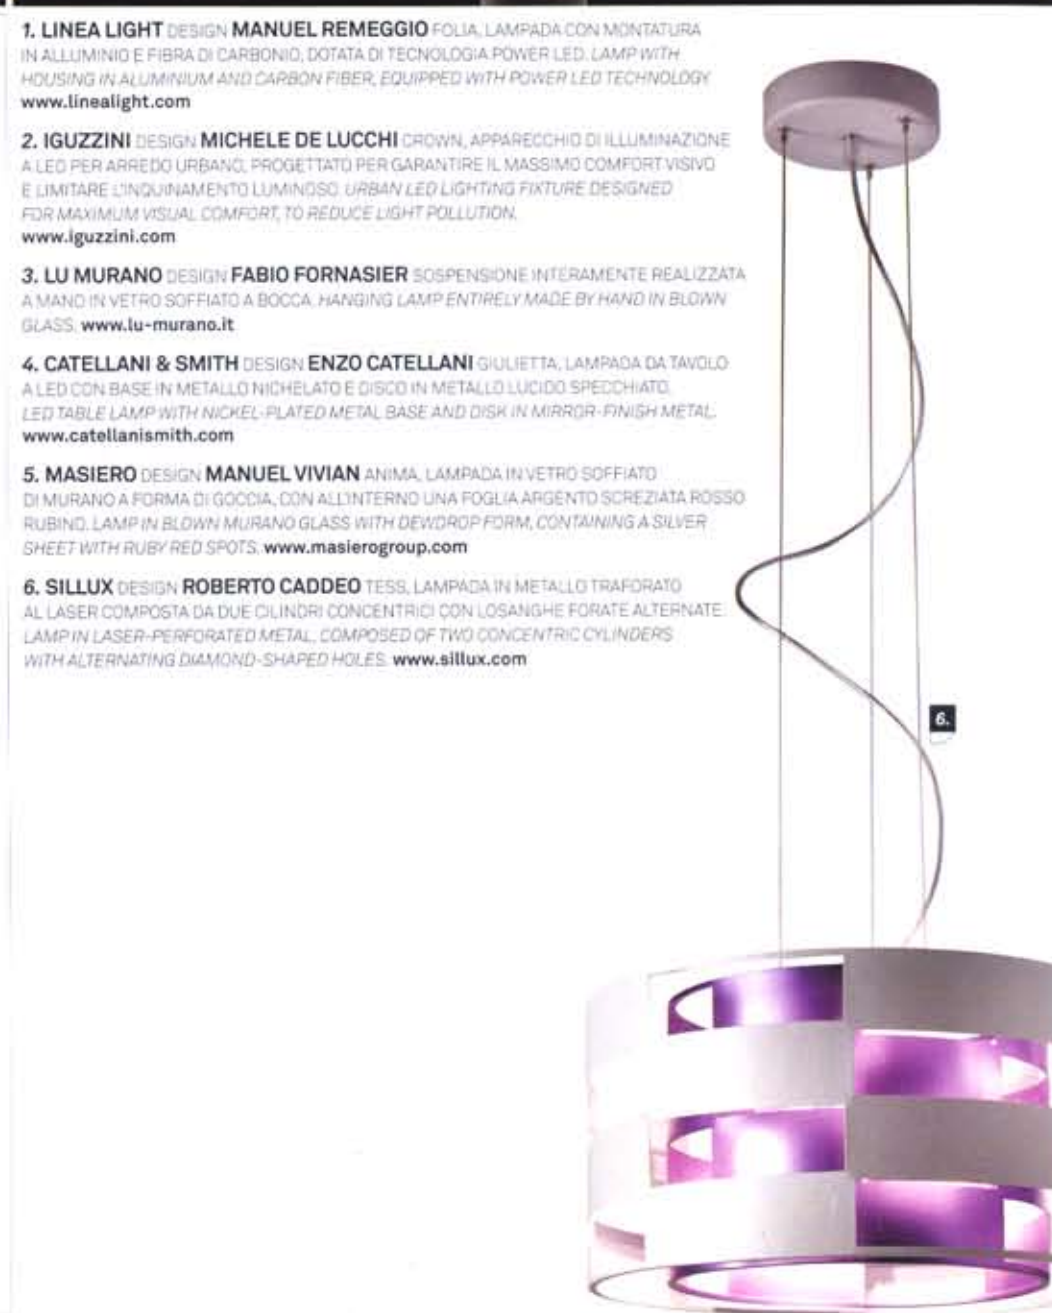 1. LINEA LIGHT DESIGN MANUEL REMEGGIO FOLIA, LAMPADA CON MONTATURA
IN ALLUMINIO E FIBRA DI CARBONIO, DOTATA DI TECNOLOGIA POWER LED. LAMP WITH
HOUSING IN ALUMINIUM AND CARBON FIBER, EQUIPPED WITH POWER LED TECHNOLOGY.
www.linealight.com
2. IGUZZINI DESIGN MICHELE DE LUCCHI CROWN, APPARECCHIO DI ILLUMINAZIONE
A LED PER ARREDO URBANO, PROGETTATO PER GARANTIRE IL MASSIMO COMFORT VISIVO
E LIMITARE L'INQUINAMENTO LUMINOSO. URBAN LED LIGHTING FIXTURE DESIGNED
FOR MAXIMUM VISUAL COMFORT, TO REDUCE LIGHT POLLUTION.
www.iguzzini.com
3. LU MURANO DESIGN FABIO FORNASIER SOSPENSIONE INTERAMENTE REALIZZATA
A MANO IN VETRO SOFFIATO A BOCCA. HANGING LAMP ENTIRELY MADE BY HAND IN BLOWN
GLASS. www.lu-murano.it
4. CATELLANI & SMITH DESIGN ENZO CATELLANI GIULIETTA, LAMPADA DA TAVOLO
A LED CON BASE IN METALLO NICHELATO E DISCO IN METALLO LUCIDO SPECCHIATO.
LED TABLE LAMP WITH NICKEL-PLATED METAL BASE AND DISK IN MIRROR-FINISH METAL.
www.catellanismith.com
5. MASIERO DESIGN MANUEL VIVIAN ANIMA, LAMPADA IN VETRO SOFFIATO
DI MURANO A FORMA DI GOCCIA, CON ALL'INTERNO UNA FOGLIA ARGENTO SCREZIATA ROSSO
RUBINO. LAMP IN BLOWN MURANO GLASS WITH DEWDROP FORM, CONTAINING A SILVER
SHEET WITH RUBY RED SPOTS. www.masierogroup.com
6. SILLUX DESIGN ROBERTO CADDEO TESS, LAMPADA IN METALLO TRAFORATO
AL LASER COMPOSTA DA DUE CILINDRI CONCENTRICI CON LOSANGHE FORATE ALTERNATE.
LAMP IN LASER-PERFORATED METAL, COMPOSED OF TWO CONCENTRIC CYLINDERS
WITH ALTERNATING DIAMOND-SHAPED HOLES. www.sillux.com
6.